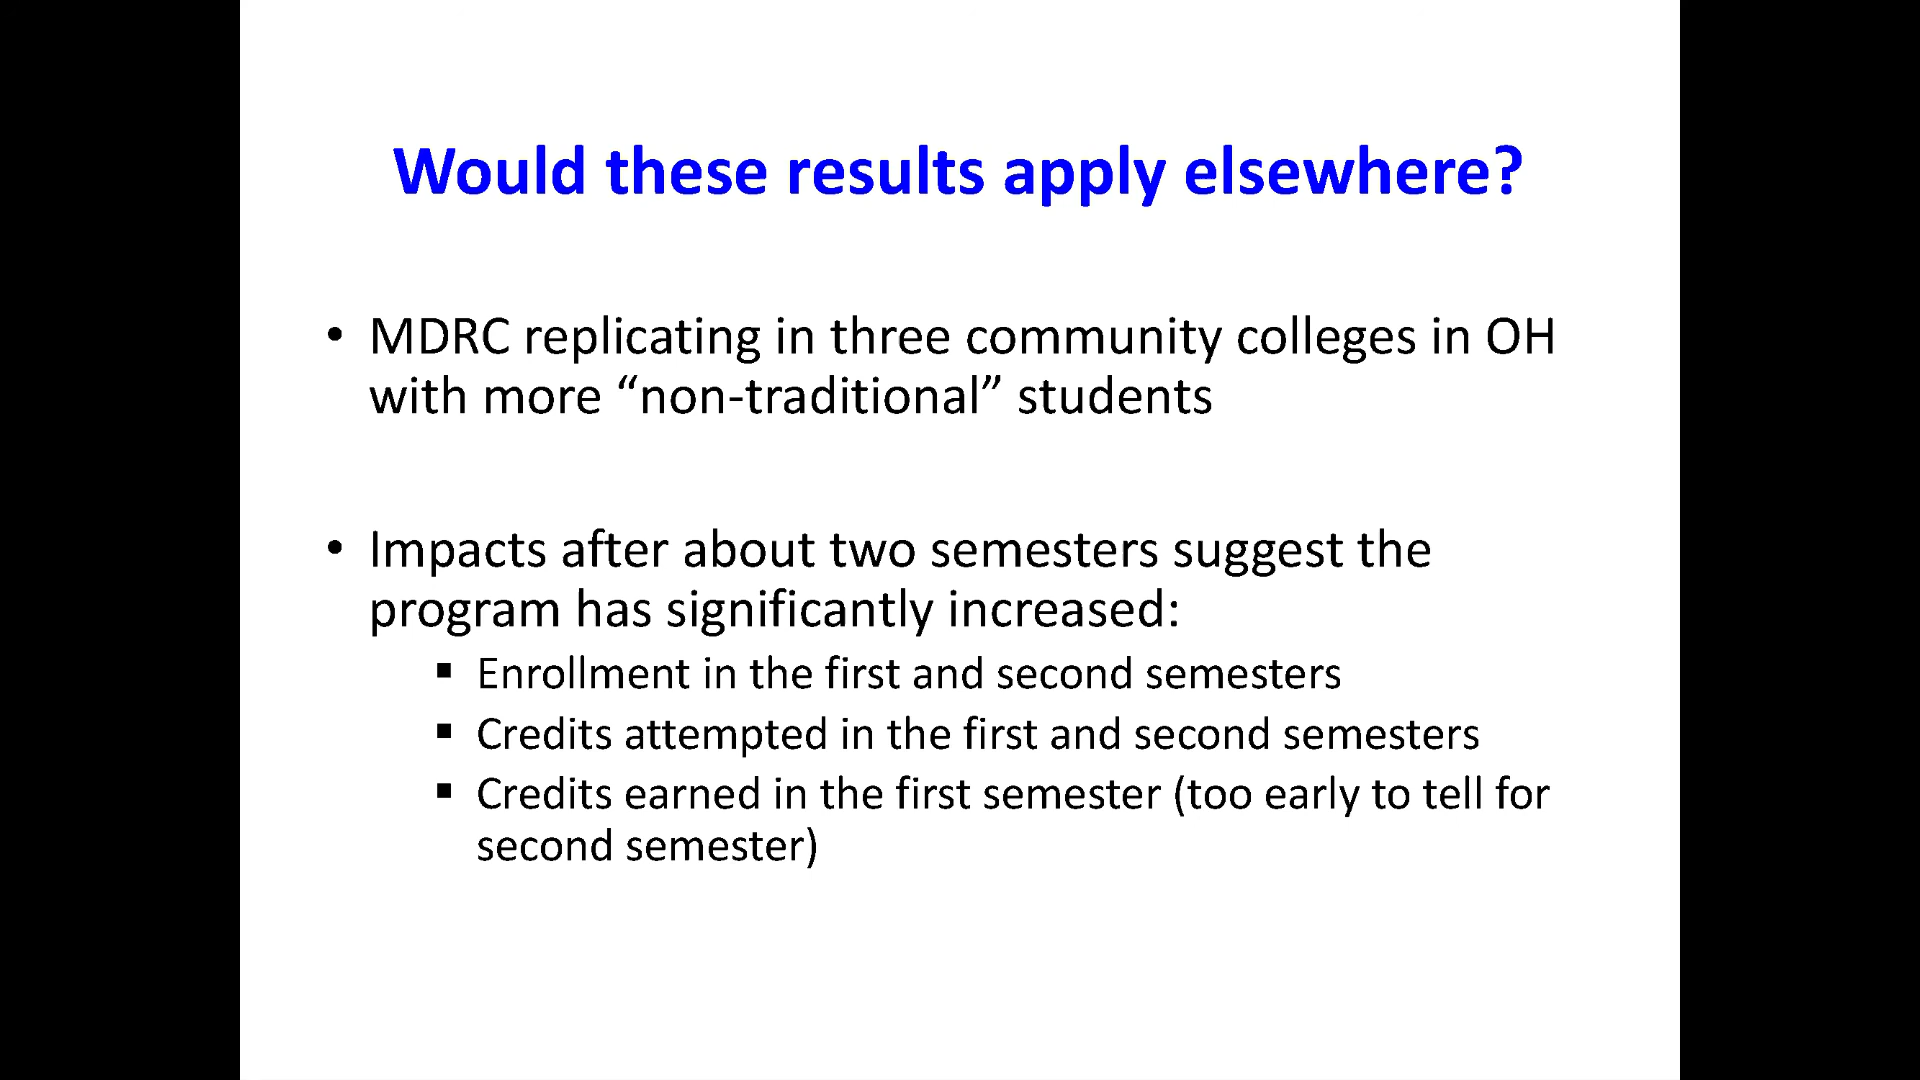 Would these results apply elsewhere?
• MDRC replicating in three community colleges in OH
with more “non-traditional” students
• Impacts after about two semesters suggest the
program has significantly increased:
▪ Enrollment in the first and second semesters
▪ Credits attempted in the first and second semesters
▪ Credits earned in the first semester (too early to tell for
second semester)